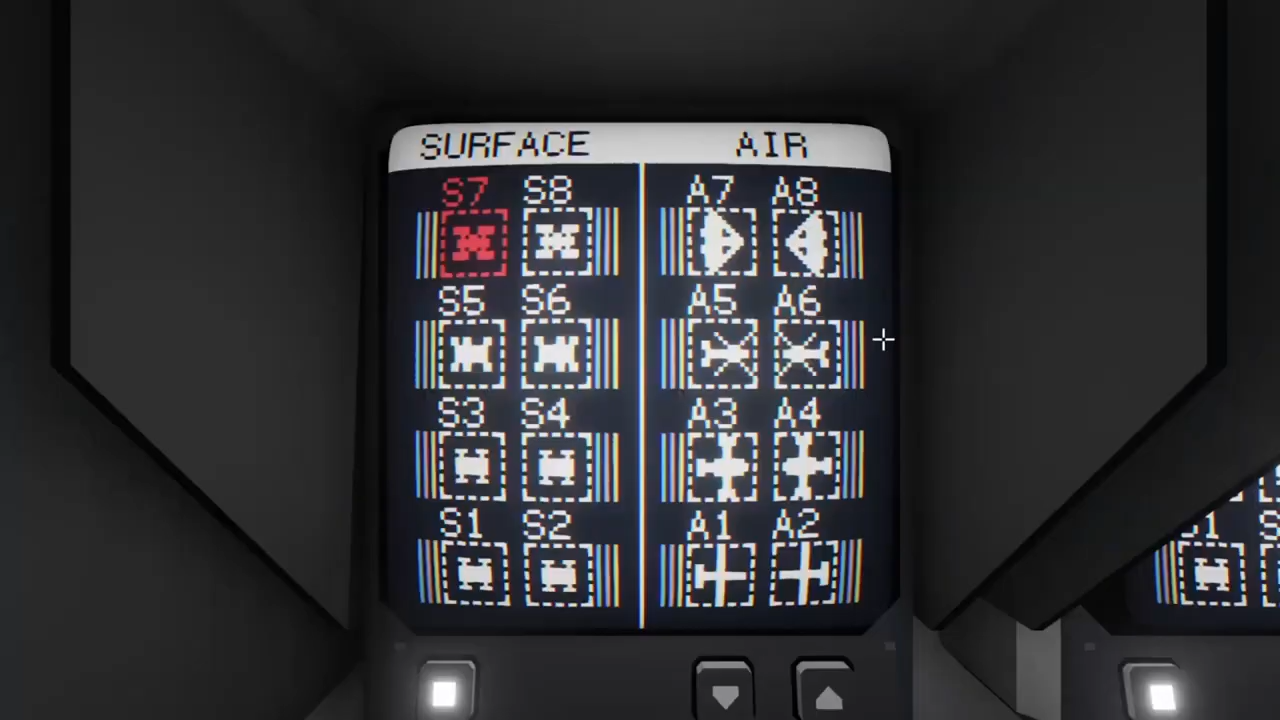 SURFACE AIR
S7 S8 A7 A8
S5 S6 A5 A6
S3 S4 A3 A4
S1 S2 A1 A2